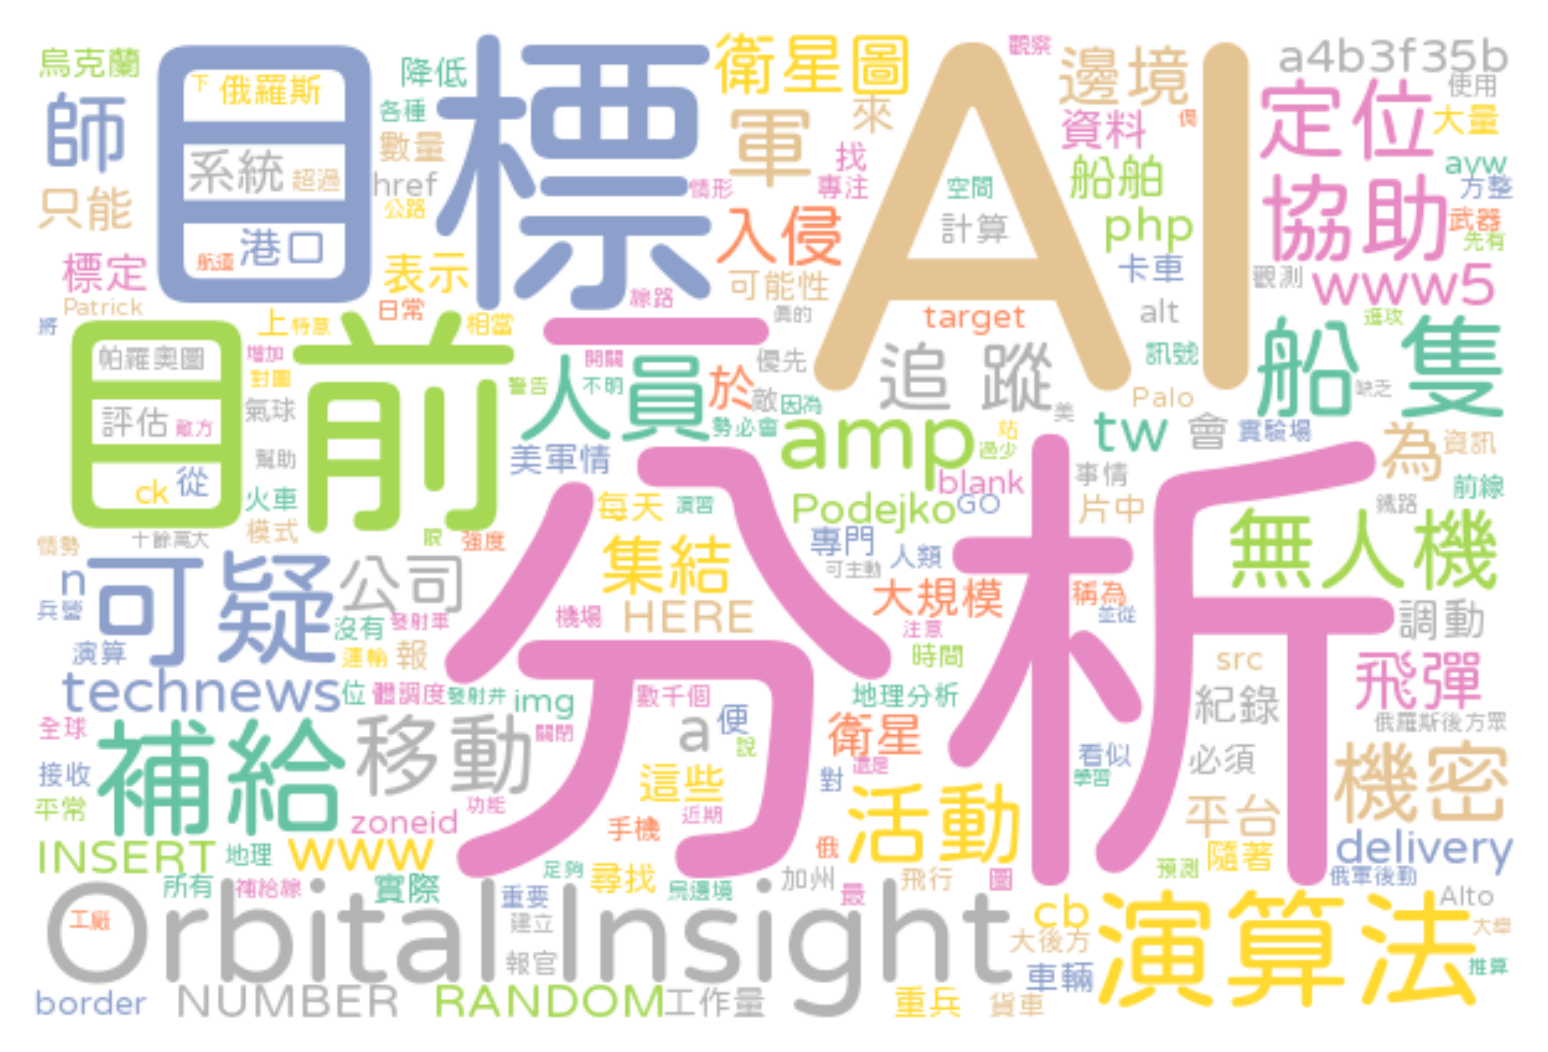 烏克蘭
降低
衛星圖
觀察
邊境
a4b3f35b
下
俄羅斯
目標
AI
使用
師
各種
軍
來
資料
偶
定位
大量
數量
找
船舶
系統
超過
href
情形
專注
空間
協助
ayw
方整
只能
公路
入侵
計算
php
武器
先有
港口
航道
標定
表示
可能性
卡車
觀測
www5
Patrick
日常
線路
將
上
特意
相當
真的
target
alt
進攻
目前
一
帕羅奧圖
增加
開闢
優先
追蹤
訊號
船隻
對圖
警告
人員
不明
於
敵
因為
Palo
缺乏
評估
敵方
氣球
勢必會
amp
美
站
tw
會
實驗場
為
資訊
幫助
美軍情
過少
事情
ck
從
火車
blank
前線
每天
演習
Podejko
GO
片中
鐵路
分析
情勢
十餘萬大
模式
眼
強度
專門
人類
無人機
n
可疑
公司
集結
可主動
大規模
稱為
兵營
沒有
發射車
機場
HERE
注意
並從
調動
演算
運輸
報
時間
src
飛彈
technews
位
體調度
發射井
img
數千個
地理分析
紀錄
俄羅斯後方眾
全球
補給
移動
關閉
a
便
說
衛星
看似
接收
這些
對
還是
學習
必須
機密
平常
功能
近期
活動
平台
zoneid
手機
INSERT
地理
www
俄
預測
隨著
delivery
所有
補給線
實際
足夠
尋找
烏邊境
加州
飛行
圖
俄軍後勤
Orbital Insight
重要
最
Alto
工廠
建立
cb
演算法
大舉
報官
大後方
推算
border
NUMBER
RANDOM
工作量
重兵
貨車
車輛